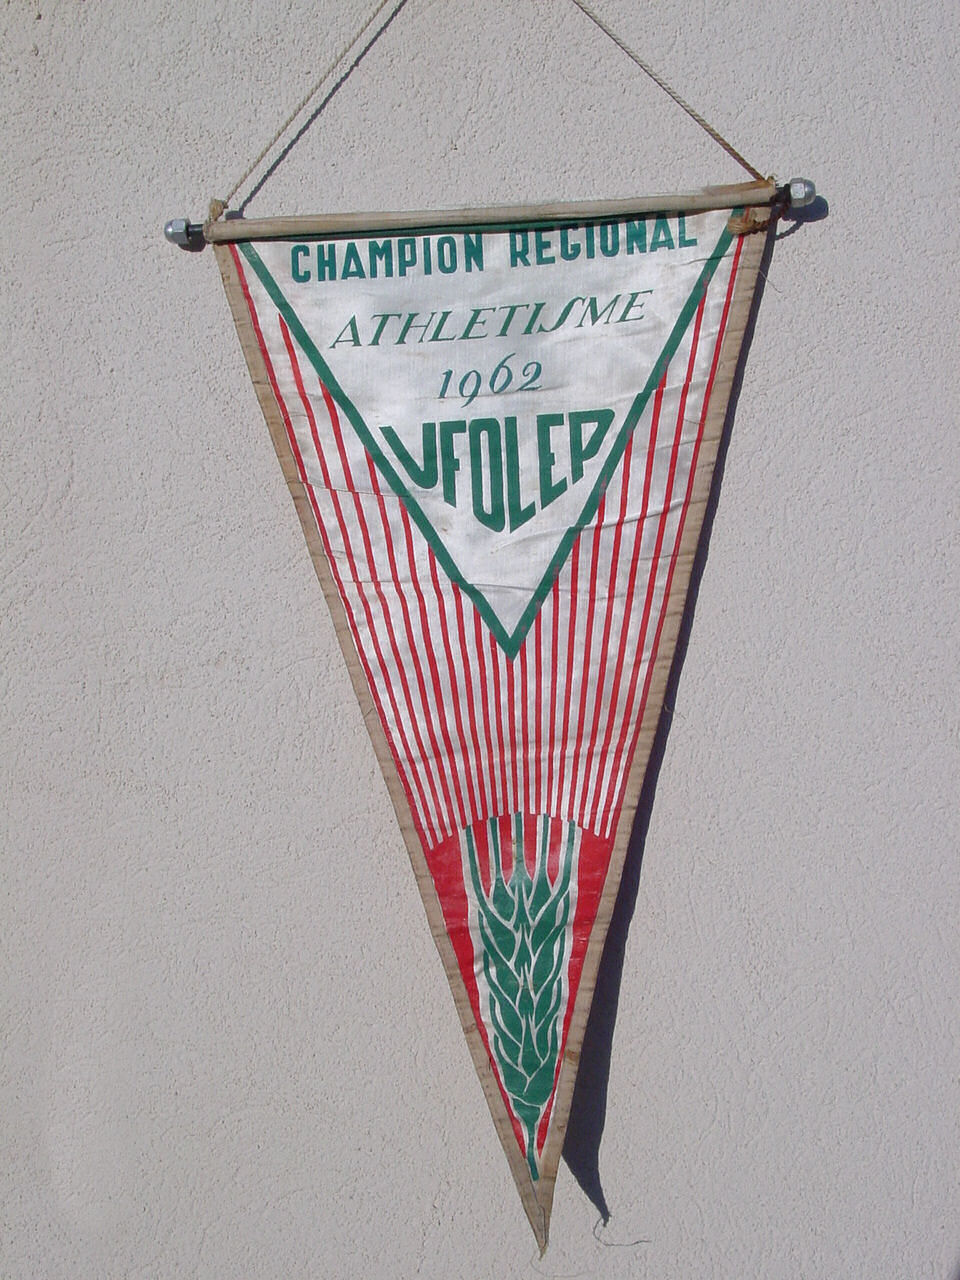 CHAMPION REGIONAL
ATHLETISME
1962
UFOLEP